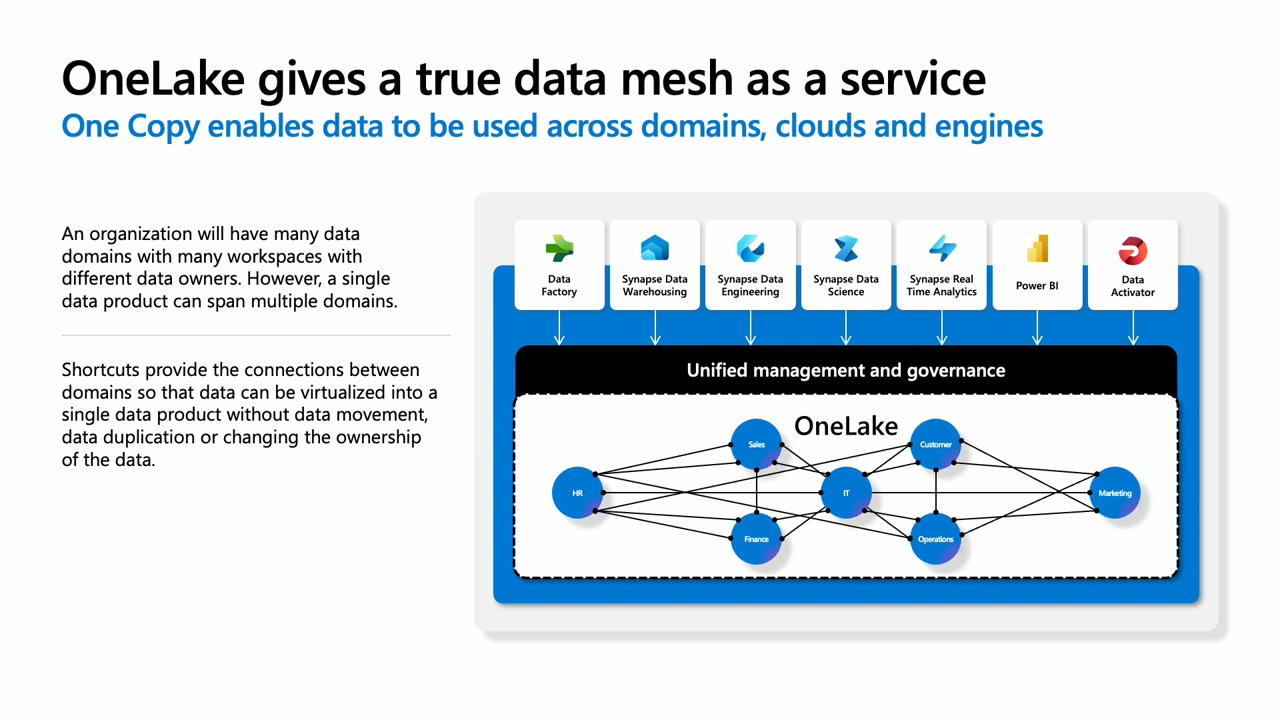 OneLake gives a true data mesh as a service
One Copy enables data to be used across domains, clouds and engines
An organization will have many data
domains with many workspaces with
different data owners. However, a single
data product can span multiple domains.
Shortcuts provide the connections between
domains so that data can be virtualized into a
single data product without data movement,
data duplication or changing the ownership
of the data.
Data
Factory
Synapse Data
Warehousing
Synapse Data
Engineering
Synapse Data
Science
Synapse Real
Time Analytics
Power BI
Data
Activator
Unified management and governance
OneLake
Sales
Customer
HR
IT
Marketing
Finance
Operations